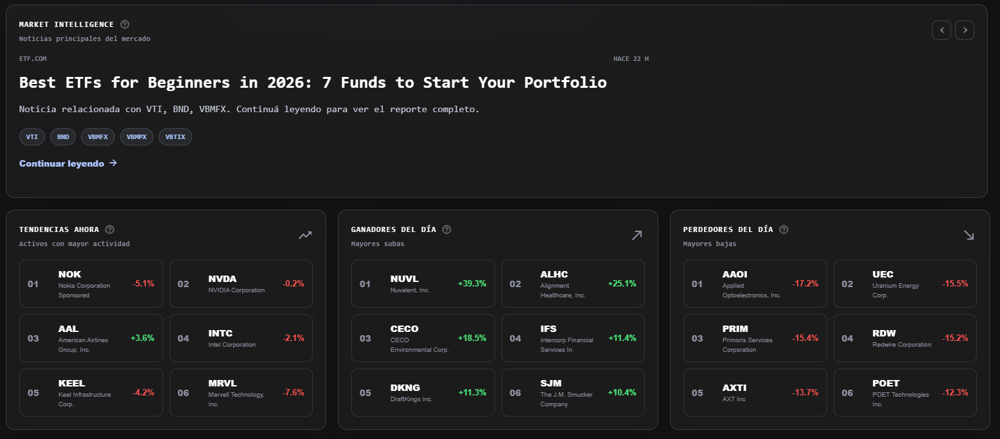 MARKET INTELLIGENCE
Noticias principales del mercado
ETF.COM
HACE 22 H
Best ETFs for Beginners in 2026: 7 Funds to Start Your Portfolio
Noticia relacionada con VTI, BND, VBMFX. Continuá leyendo para ver el reporte completo.
VTI
BND
VBMFX
VBMPX
VBTIX
Continuar leyendo →
TENDENCIAS AHORA
Activos con mayor actividad
01
NOK
Nokia Corporation
Sponsored
-5.1%
02
NVDA
NVIDIA Corporation
-0.2%
03
AAL
American Airlines
Group, Inc.
+3.6%
04
INTC
Intel Corporation
-2.1%
05
KEEL
Keel Infrastructure
Corp.
-4.2%
06
MRVL
Marvell Technology,
Inc.
-7.6%
GANADORES DEL DÍA
Mayores subas
01
NUVL
Nuvalent, Inc.
+39.3%
02
ALHC
Alignment
Healthcare, Inc.
+25.1%
03
CECO
CECO
Environmental Corp.
+18.5%
04
IFS
Intercorp Financial
Services In
+11.4%
05
DKNG
DraftKings Inc.
+11.3%
06
SJM
The J.M. Smucker
Company
+10.4%
PERDEDORES DEL DÍA
Mayores bajas
01
AAOI
Applied
Optoelectronics, Inc.
-17.2%
02
UEC
Uranium Energy
Corp.
-15.5%
03
PRIM
Primoris Services
Corporation
-15.4%
04
RDW
Redwire Corporation
-15.2%
05
AXTI
AXT Inc
-13.7%
06
POET
POET Technologies
Inc.
-12.3%